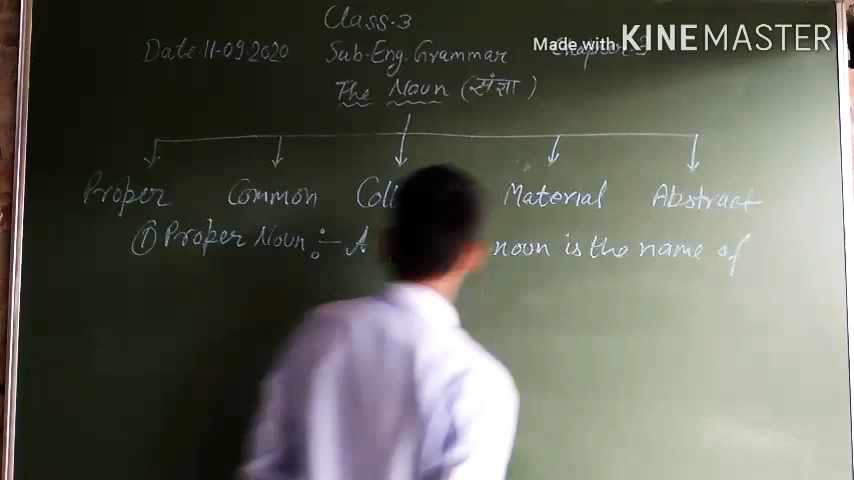 Class-3
Date-11-09-2020 Sub-Eng. Grammar
Made with KINEMASTER
The Noun (संज्ञा)
Proper Common Material Abstract
① Proper Noun :- A noun is the name of